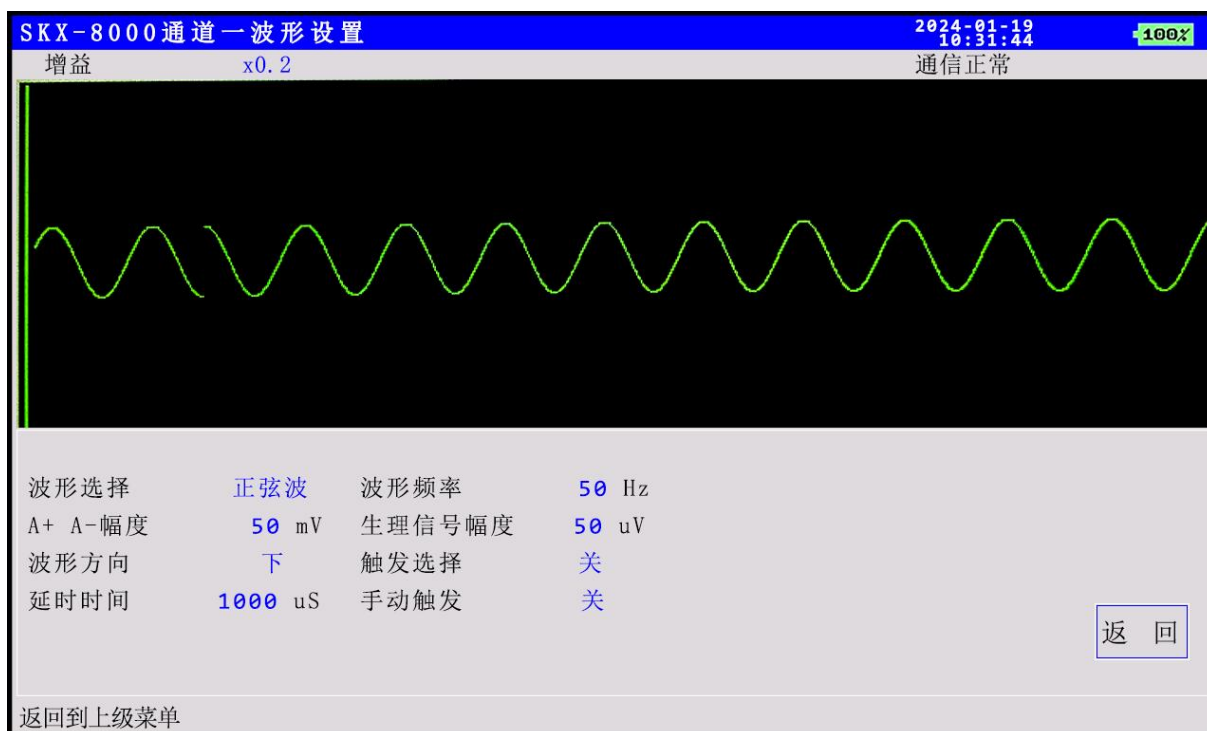 SKX-8000通道一波形设置 2024-01-19 10:31:44 100%
增益 x0.2 通信正常
波形选择 正弦波 波形频率 50 Hz
A+ A-幅度 50 mV 生理信号幅度 50 uV
波形方向 下 触发选择 关
延时时间 1000 uS 手动触发 关
返 回
返回到上级菜单